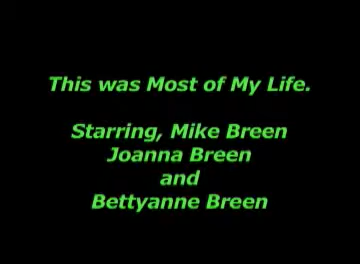 This was Most of My Life.
Starring, Mike Breen
Joanna Breen
and
Bettyanne Breen